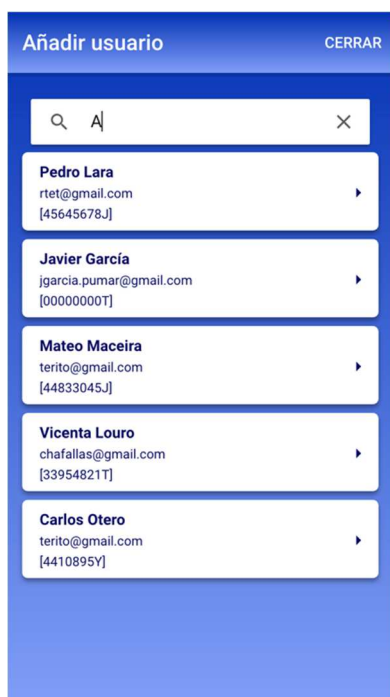 Añadir usuario CERRAR
A
Pedro Lara
rtet@gmail.com
[45645678J]
Javier García
jgarcia.pumar@gmail.com
[00000000T]
Mateo Maceira
terito@gmail.com
[44833045J]
Vicenta Louro
chafallas@gmail.com
[33954821T]
Carlos Otero
terito@gmail.com
[4410895Y]